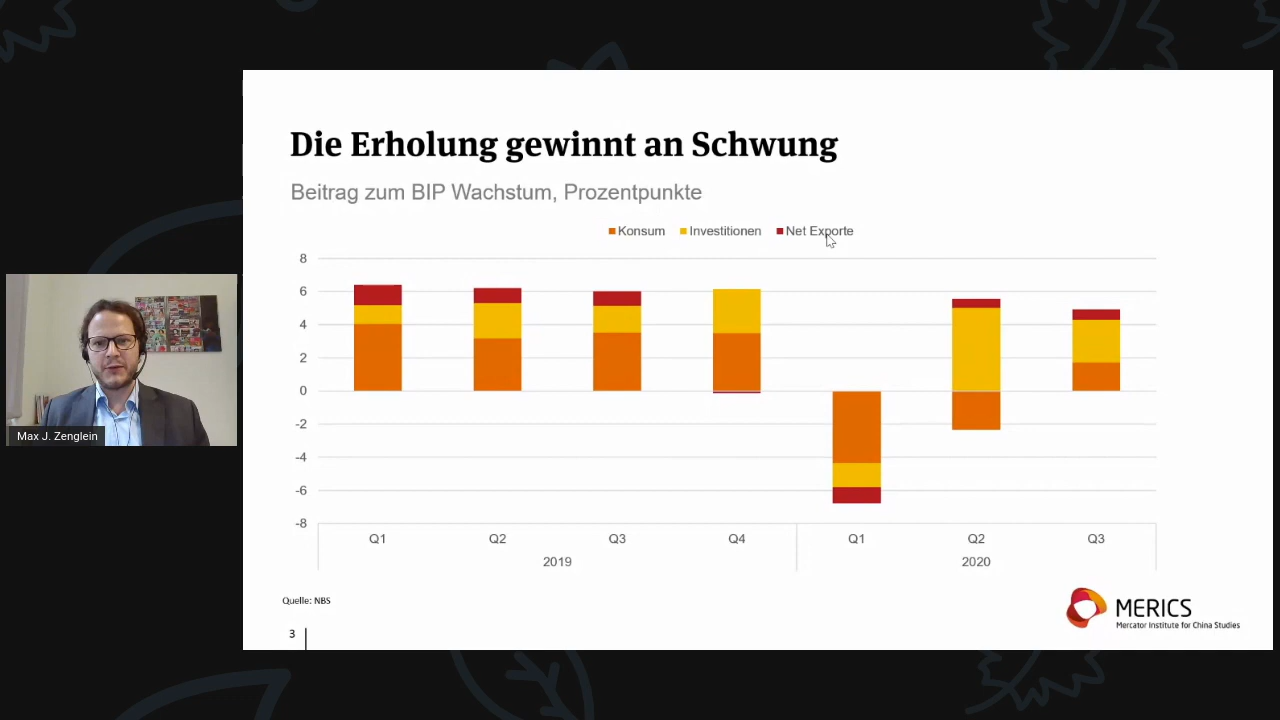 Die Erholung gewinnt an Schwung
Beitrag zum BIP Wachstum, Prozentpunkte
Konsum Investitionen Net Exporte
8
6
4
2
0
-2
-4
-6
-8
Q1 Q2 Q3 Q4 Q1 Q2 Q3
2019 2020
Quelle: NBS
3
MERICS
Mercator Institute for China Studies
Max J. Zenglein